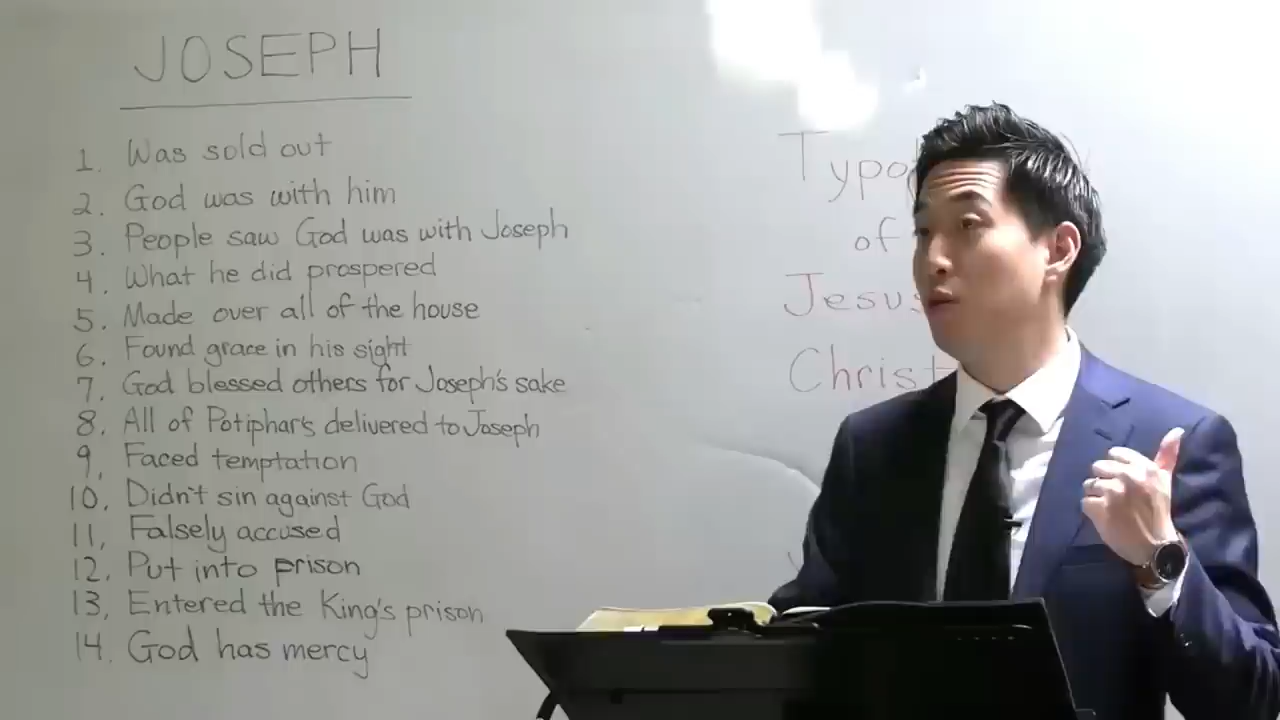 JOSEPH
1. Was sold out
2. God was with him
3. People saw God was with Joseph
4. What he did prospered
5. Made over all of the house
6. Found grace in his sight
7. God blessed others for Joseph's sake
8. All of Potiphar's delivered to Joseph
9. Faced temptation
10. Didn't sin against God
11. Falsely accused
12. Put into prison
13. Entered the King's prison
14. God has mercy
of
Christ